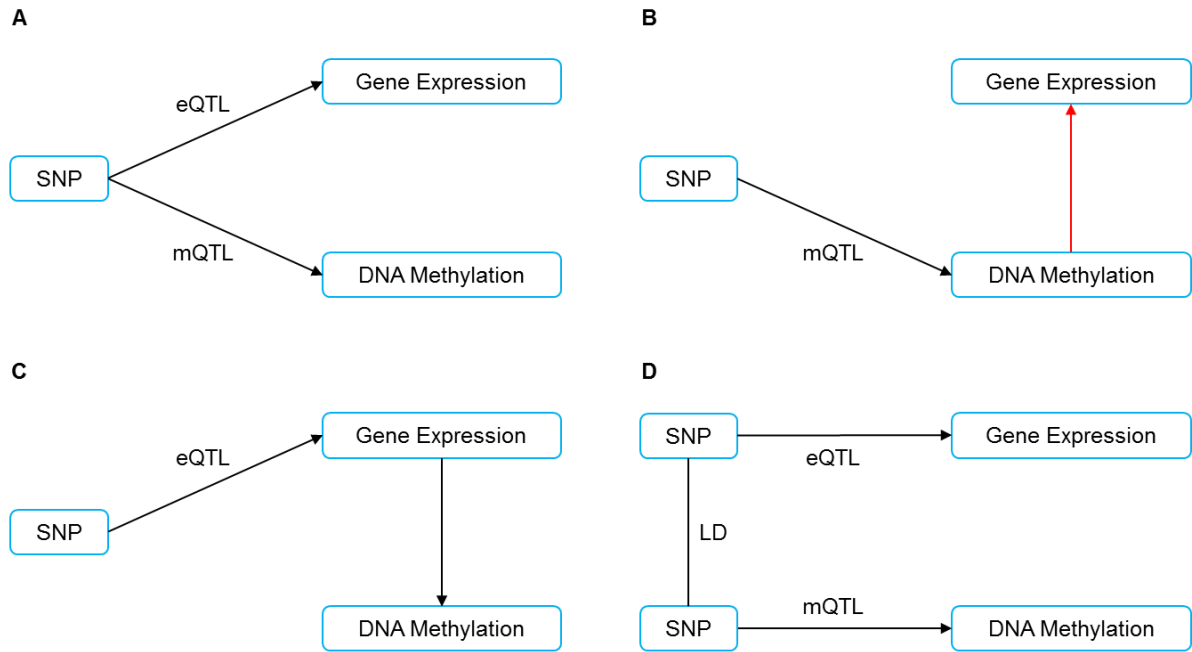 A
Gene Expression
eQTL
SNP
mQTL
DNA Methylation
B
Gene Expression
SNP
mQTL
DNA Methylation
C
Gene Expression
eQTL
SNP
DNA Methylation
D
SNP
Gene Expression
eQTL
LD
mQTL
SNP
DNA Methylation